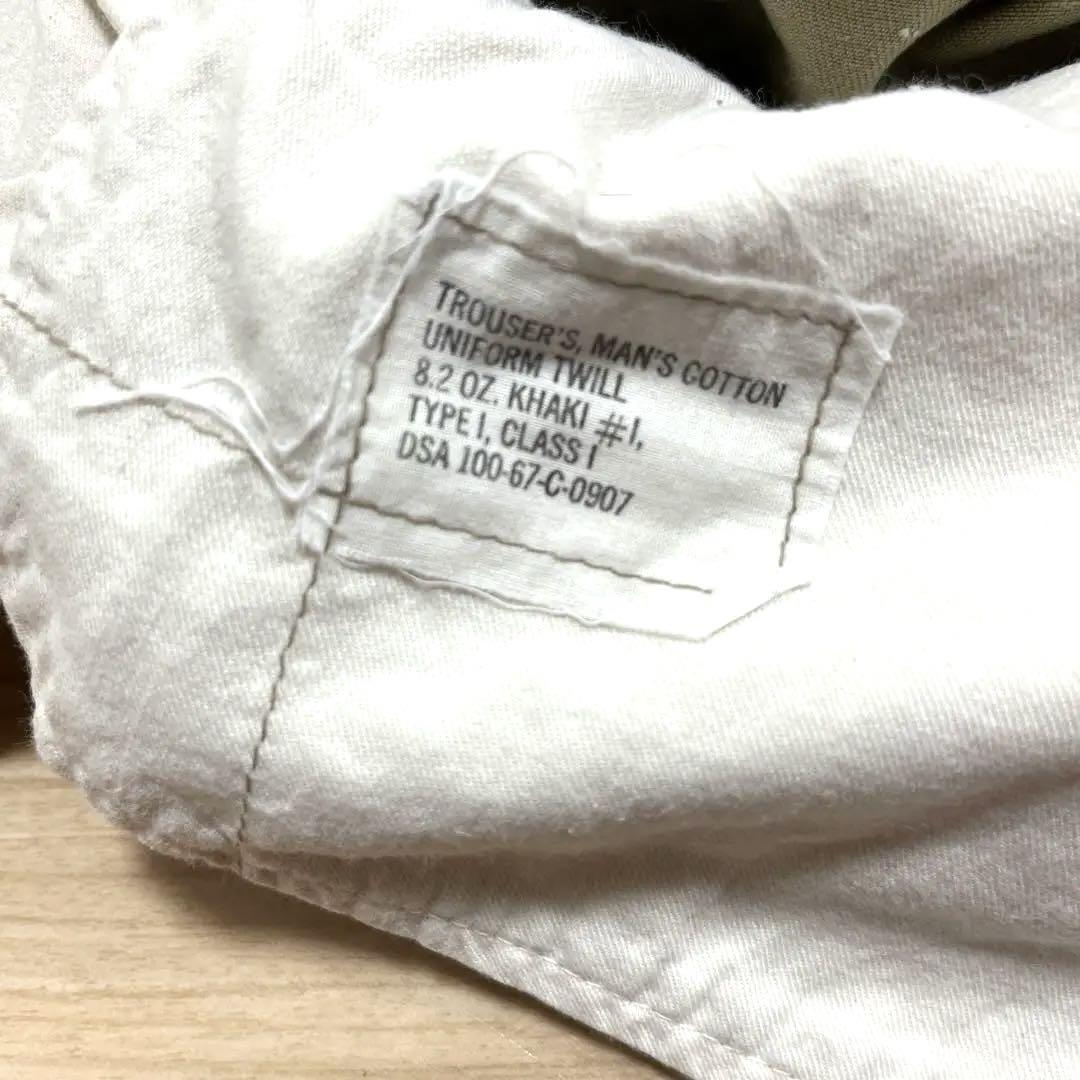 TROUSER'S, MAN'S COTTON
UNIFORM TWILL
8.2 OZ. KHAKI #1,
TYPE I, CLASS I
DSA 100-67-C-0907